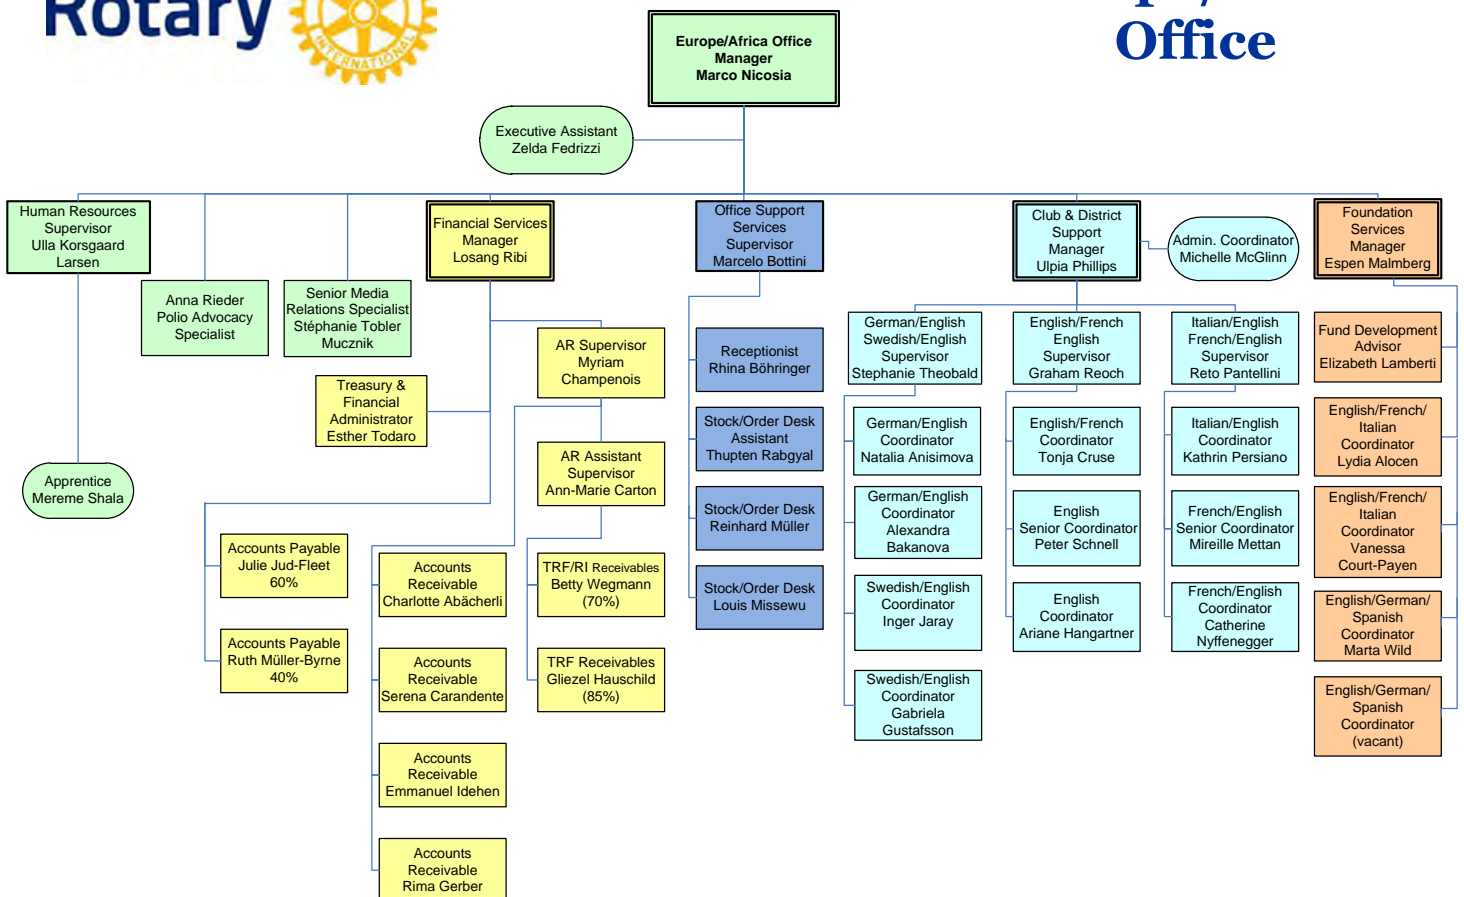 Rotary
INTERNATIONAL
Office
Europe/Africa Office
Manager
Marco Nicosia
Executive Assistant
Zelda Fedrizzi
Human Resources
Supervisor
Ulla Korsgaard
Larsen
Anna Rieder
Polio Advocacy
Specialist
Senior Media
Relations Specialist
Stéphanie Tobler
Mucznik
Financial Services
Manager
Losang Ribi
Office Support
Services
Supervisor
Marcelo Bottini
Club & District
Support
Manager
Ulpia Phillips
Admin. Coordinator
Michelle McGlinn
Foundation
Services
Manager
Espen Malmberg
Apprentice
Mereme Shala
Treasury &
Financial
Administrator
Esther Todaro
AR Supervisor
Myriam
Champenois
AR Assistant
Supervisor
Ann-Marie Carton
Accounts Payable
Julie Jud-Fleet
60%
Accounts Payable
Ruth Müller-Byrne
40%
Accounts
Receivable
Charlotte Abächerli
Accounts
Receivable
Serena Carandente
Accounts
Receivable
Emmanuel Idehen
Accounts
Receivable
Rima Gerber
TRF/RI Receivables
Betty Wegmann
(70%)
TRF Receivables
Gliezel Hauschild
(85%)
Receptionist
Rhina Böhringer
Stock/Order Desk
Assistant
Thupten Rabgyal
Stock/Order Desk
Reinhard Müller
Stock/Order Desk
Louis Missewu
German/English
Swedish/English
Supervisor
Stephanie Theobald
German/English
Coordinator
Natalia Anisimova
German/English
Coordinator
Alexandra
Bakanova
Swedish/English
Coordinator
Inger Jaray
Swedish/English
Coordinator
Gabriela
Gustafsson
English/French
English
Supervisor
Graham Reoch
English/French
Coordinator
Tonja Cruse
English
Senior Coordinator
Peter Schnell
English
Coordinator
Ariane Hangartner
Italian/English
French/English
Supervisor
Reto Pantellini
Italian/English
Coordinator
Kathrin Persiano
French/English
Senior Coordinator
Mireille Mettan
French/English
Coordinator
Catherine
Nyffenegger
Fund Development
Advisor
Elizabeth Lamberti
English/French/
Italian
Coordinator
Lydia Alocen
English/French/
Italian
Coordinator
Vanessa
Court-Payen
English/German/
Spanish
Coordinator
Marta Wild
English/German/
Spanish
Coordinator
(vacant)